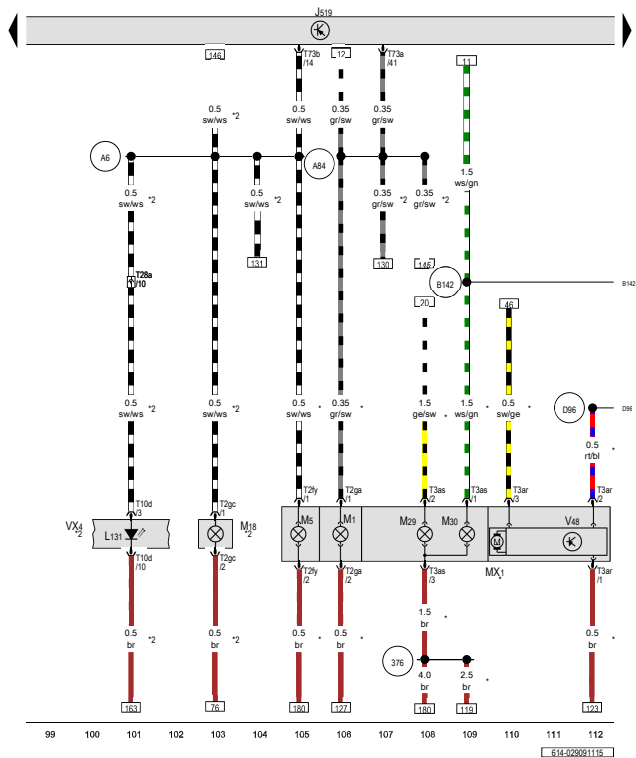 J519
146
T73b
/14
12
T73a
/41
11
0.5
sw/ws
*2
0.5
sw/ws
0.35
gr/sw
0.35
gr/sw
A6
A84
1.5
ws/gn
0.5
sw/ws
*2
0.5
sw/ws
*2
0.35
gr/sw
*2
0.35
gr/sw
131
130
146
B142
B142
T28a
/10
20
46
0.5
sw/ws
*2
0.5
sw/ws
*2
0.5
sw/ws
*
0.35
gr/sw
*
1.5
ge/sw
*
1.5
ws/gn
*
0.5
sw/ge
*
D96
D96
0.5
rt/bl
*
T10d
/3
T2gc
/1
T2fy
/1
T2ga
/1
T3as
/2
T3as
/1
T3ar
/3
T3ar
/2
VX4
*2
L131
M18
*2
M5
M1
M29
M30
V48
M
T10d
/10
T2gc
/2
T2fy
/2
T2ga
/2
T3as
/3
MX1
*
T3ar
/1
0.5
br
*2
0.5
br
*2
0.5
br
*
0.5
br
*
1.5
br
*
0.5
br
*
376
4.0
br
2.5
br
*
163
76
180
127
180
119
123
99 100 101 102 103 104 105 106 107 108 109 110 111 112
614-029091115